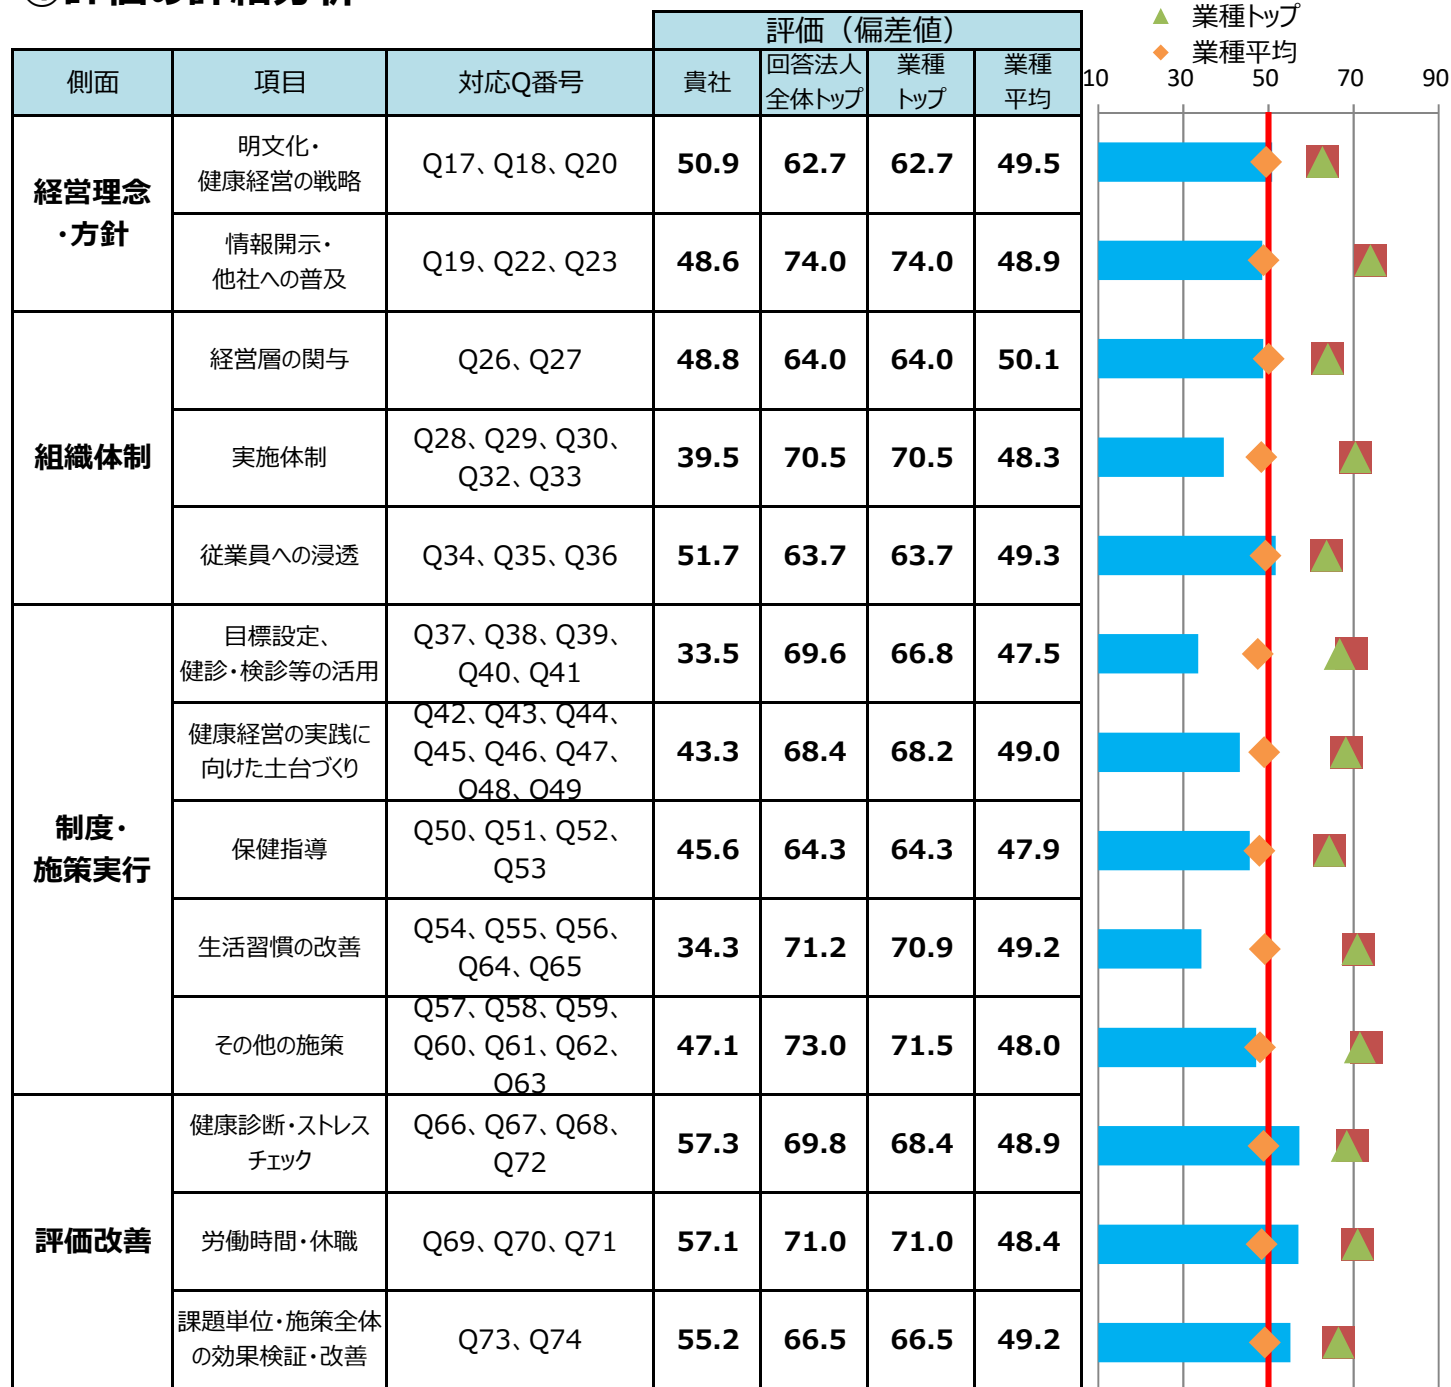 評価（偏差値）
▲ 業種トップ
◆ 業種平均
側面 項目 対応Q番号 貴社 回答法人 業種 業種
全体トップ トップ 平均
10 30 50 70 90
経営理念
・方針
明文化・
健康経営の戦略
Q17、Q18、Q20 50.9 62.7 62.7 49.5
情報開示・
他社への普及
Q19、Q22、Q23 48.6 74.0 74.0 48.9
組織体制
経営層の関与 Q26、Q27 48.8 64.0 64.0 50.1
実施体制
Q28、Q29、Q30、
Q32、Q33
39.5 70.5 70.5 48.3
従業員への浸透 Q34、Q35、Q36 51.7 63.7 63.7 49.3
制度・
施策実行
目標設定、
健診・検診等の活用
Q37、Q38、Q39、
Q40、Q41
33.5 69.6 66.8 47.5
健康経営の実践に
向けた土台づくり
Q42、Q43、Q44、
Q45、Q46、Q47、
Q48、Q49
43.3 68.4 68.2 49.0
保健指導
Q50、Q51、Q52、
Q53
45.6 64.3 64.3 47.9
生活習慣の改善
Q54、Q55、Q56、
Q64、Q65
34.3 71.2 70.9 49.2
その他の施策
Q57、Q58、Q59、
Q60、Q61、Q62、
Q63
47.1 73.0 71.5 48.0
評価改善
健康診断・ストレス
チェック
Q66、Q67、Q68、
Q72
57.3 69.8 68.4 48.9
労働時間・休職 Q69、Q70、Q71 57.1 71.0 71.0 48.4
課題単位・施策全体
の効果検証・改善
Q73、Q74 55.2 66.5 66.5 49.2